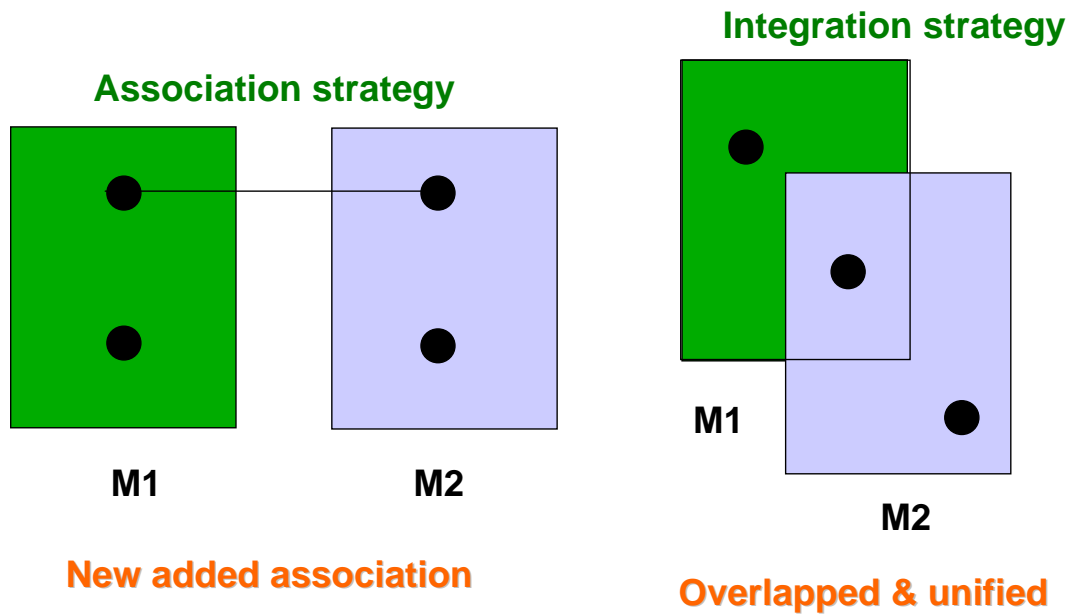 Association strategy
M1
M2
New added association
Integration strategy
M1
M2
Overlapped & unified